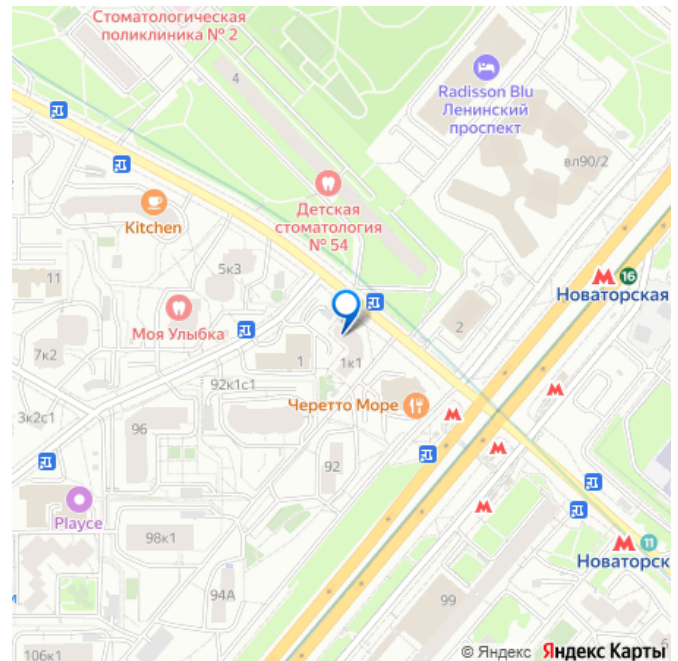 Стоматологическая
поликлиника № 2
4
Radisson Blu
Ленинский
проспект
вл90/2
Детская
стоматология
№ 54
Kitchen
5к3
11
М 16
Новаторская
Моя Улыбка
2
7к2
1
1к1
92к1с1
3к2с1
Черетто Море
М
М
96
92
М
М
Playce
98к1
М 11
Новаторск
94А
99
м
106к1
© Яндекс Яндекс Карты